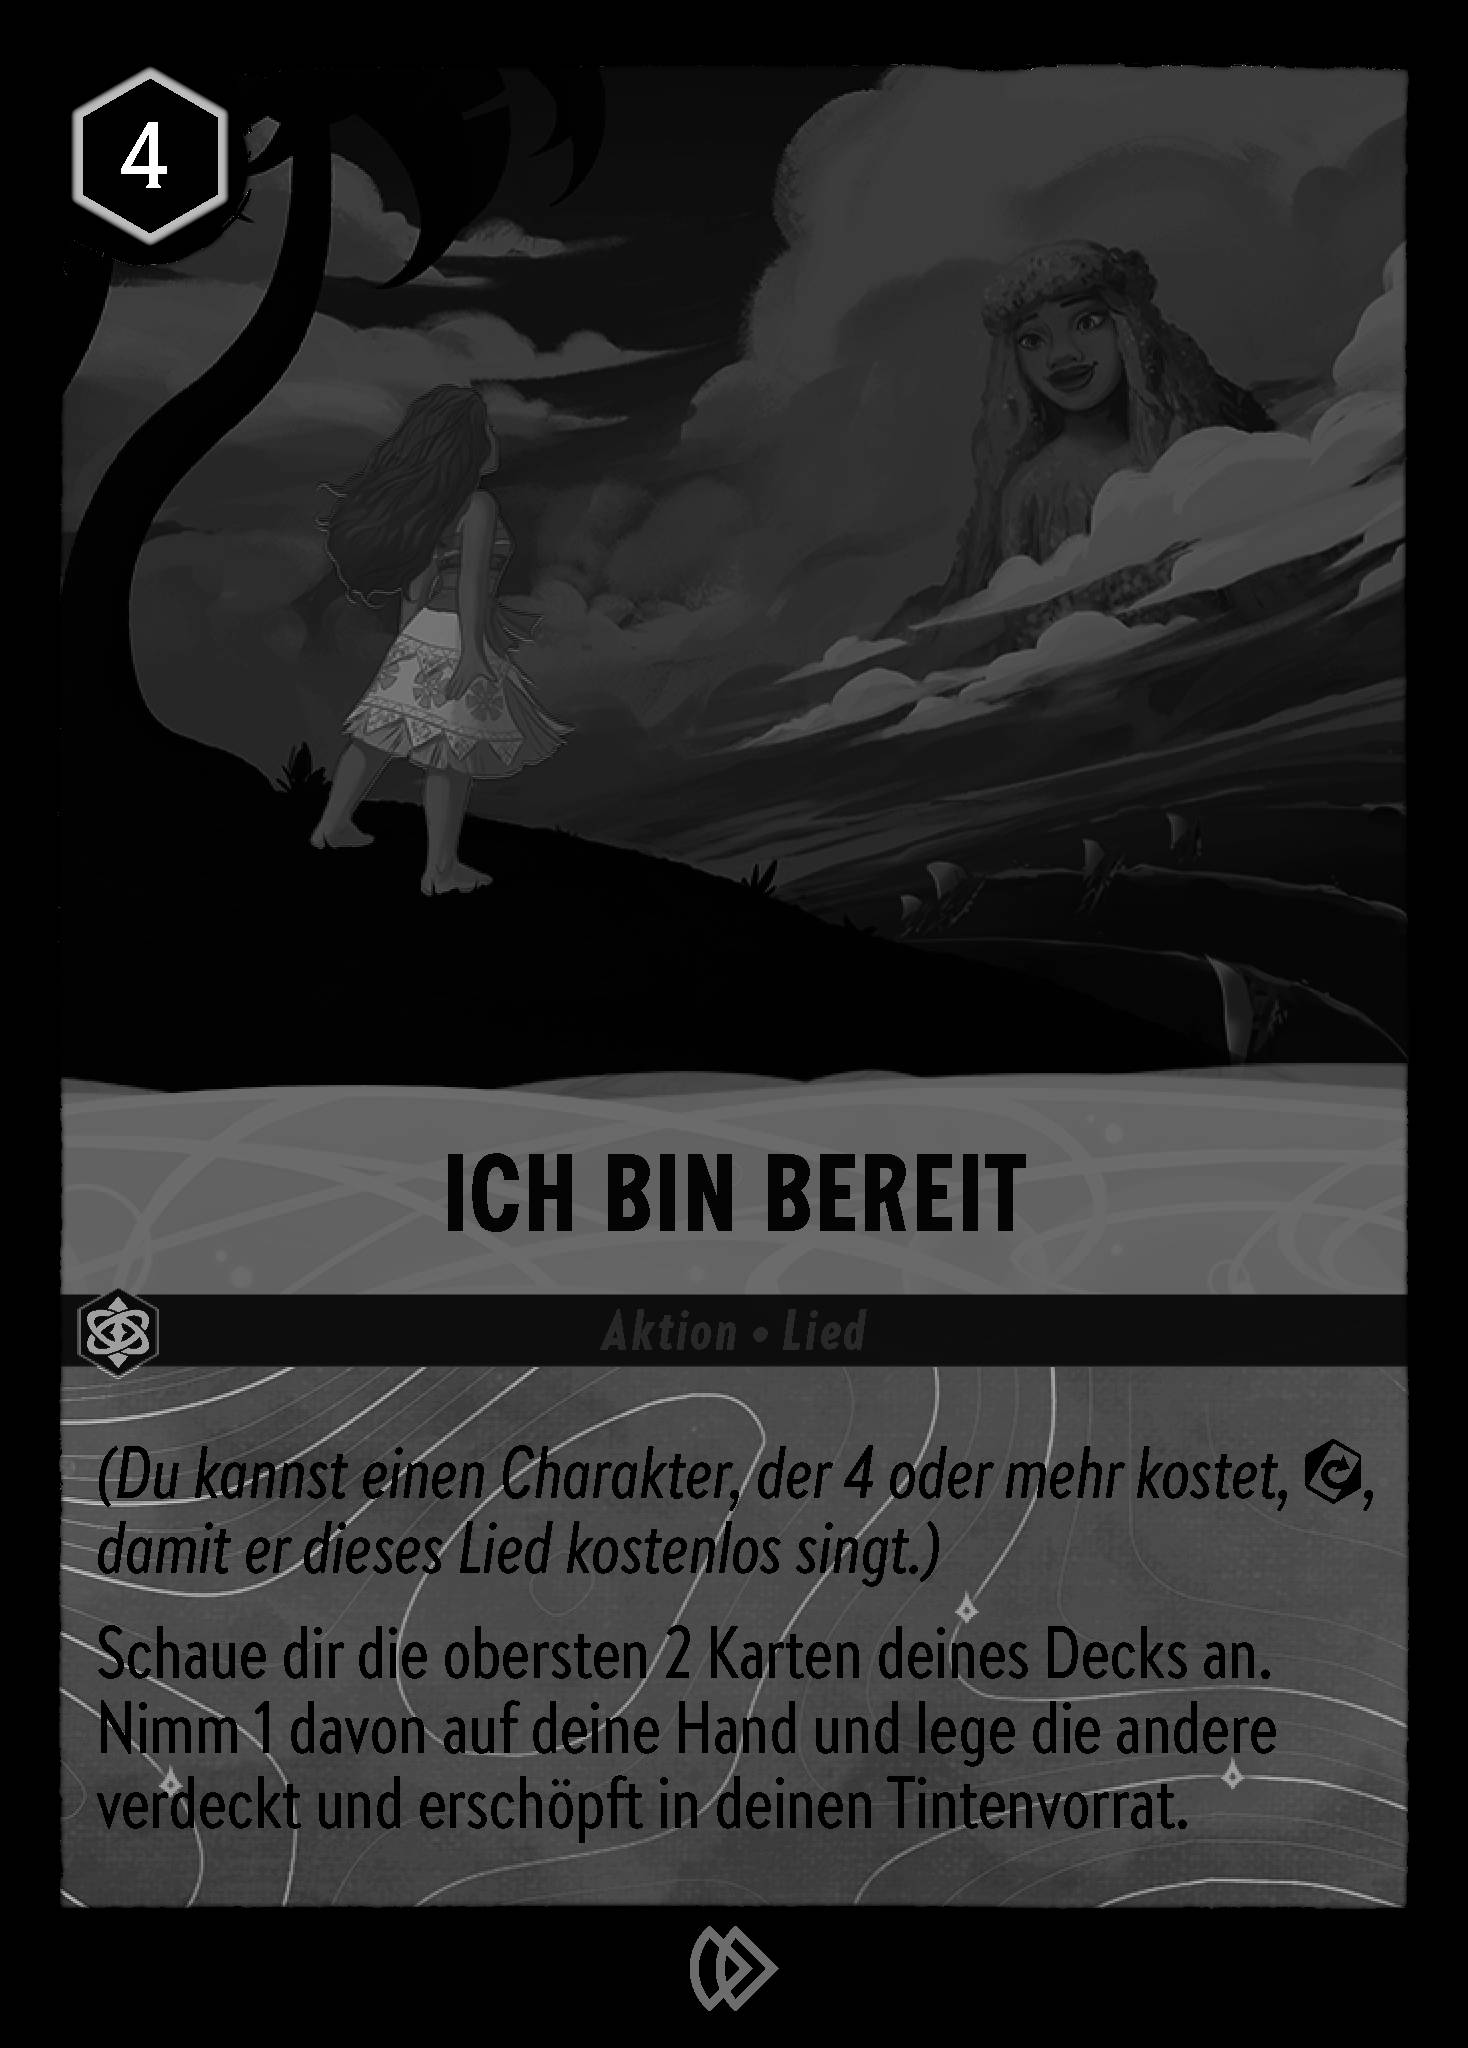 4
ICH BIN BEREIT
Aktion • Lied
(Du kannst einen Charakter, der 4 oder mehr kostet, ,
damit er dieses Lied kostenlos singt.)
Schaue dir die obersten 2 Karten deines Decks an.
Nimm 1 davon auf deine Hand und lege die andere
verdeckt und erschöpft in deinen Tintenvorrat.